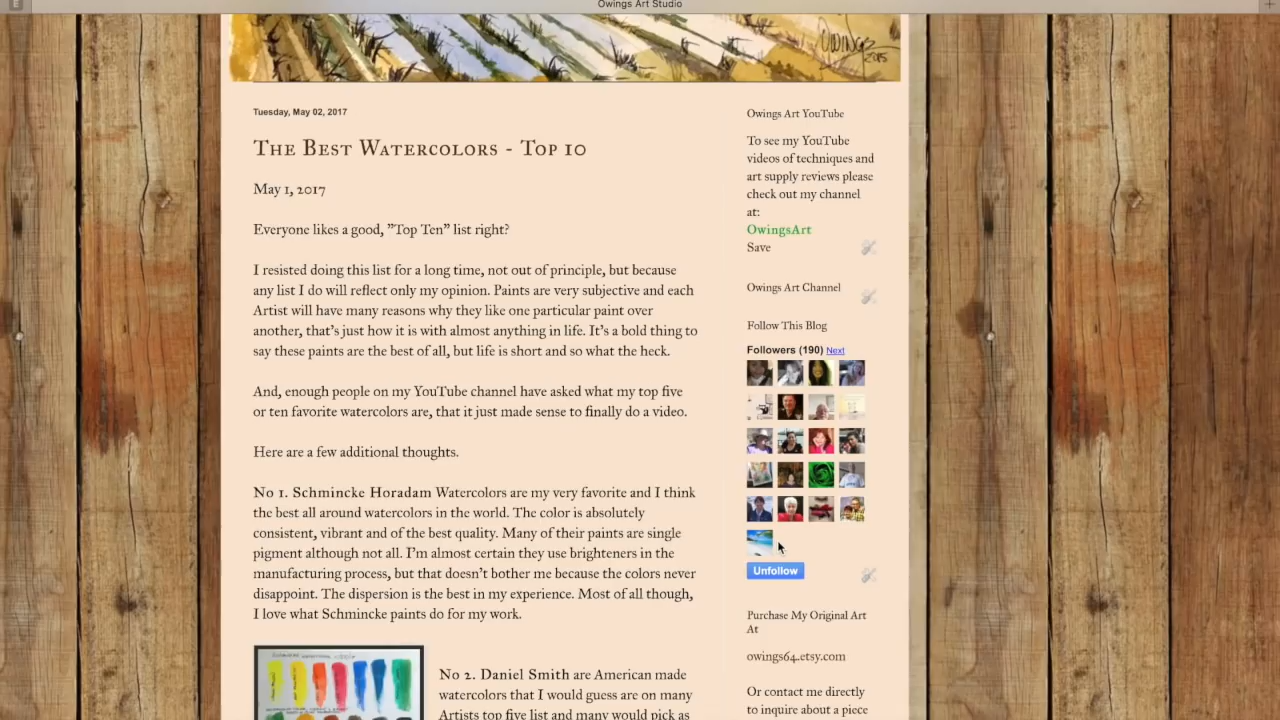 Owings Art Studio
Owings
2015
Tuesday, May 02, 2017
The Best Watercolors - Top 10
May 1, 2017
Everyone likes a good, "Top Ten" list right?
I resisted doing this list for a long time, not out of principle, but because
any list I do will reflect only my opinion. Paints are very subjective and each
Artist will have many reasons why they like one particular paint over
another, that's just how it is with almost anything in life. It's a bold thing to
say these paints are the best of all, but life is short and so what the heck.
And, enough people on my YouTube channel have asked what my top five
or ten favorite watercolors are, that it just made sense to finally do a video.
Here are a few additional thoughts.
No 1. Schmincke Horadam Watercolors are my very favorite and I think
the best all around watercolors in the world. The color is absolutely
consistent, vibrant and of the best quality. Many of their paints are single
pigment although not all. I'm almost certain they use brighteners in the
manufacturing process, but that doesn't bother me because the colors never
disappoint. The dispersion is the best in my experience. Most of all though,
I love what Schmincke paints do for my work.
No 2. Daniel Smith are American made
watercolors that I would guess are on many
Artists top five list and many would pick as
Owings Art YouTube
To see my YouTube
videos of techniques and
art supply reviews please
check out my channel
at:
OwingsArt
Save
Owings Art Channel
Follow This Blog
Followers (190) Next
Unfollow
Purchase My Original Art
At
owings64.etsy.com
Or contact me directly
to inquire about a piece